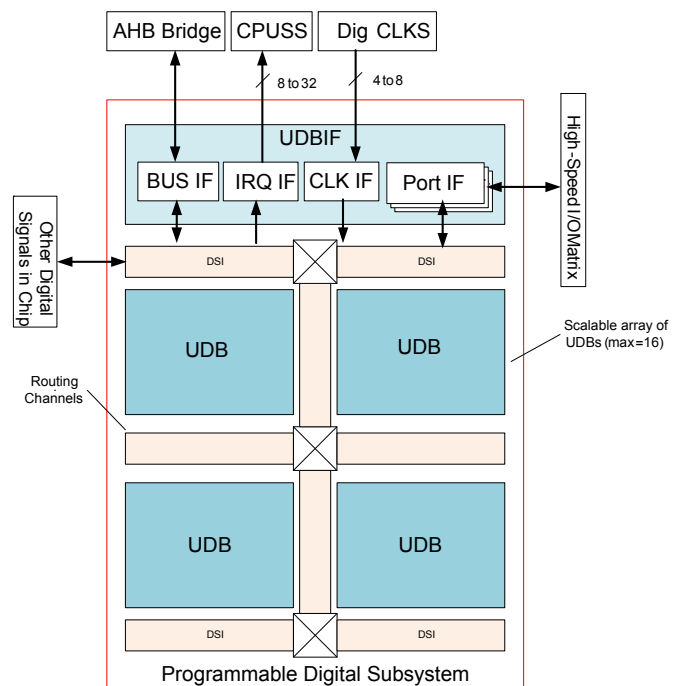 AHB Bridge
CPUSS
Dig CLKS
8 to 32
4 to 8
UDBIF
BUS IF
IRQ IF
CLK IF
Port IF
High-Speed I/O Matrix
Other Digital
Signals in Chip
DSI
DSI
UDB
UDB
Scalable array of
UDBs (max=16)
Routing
Channels
UDB
UDB
DSI
DSI
Programmable Digital Subsystem